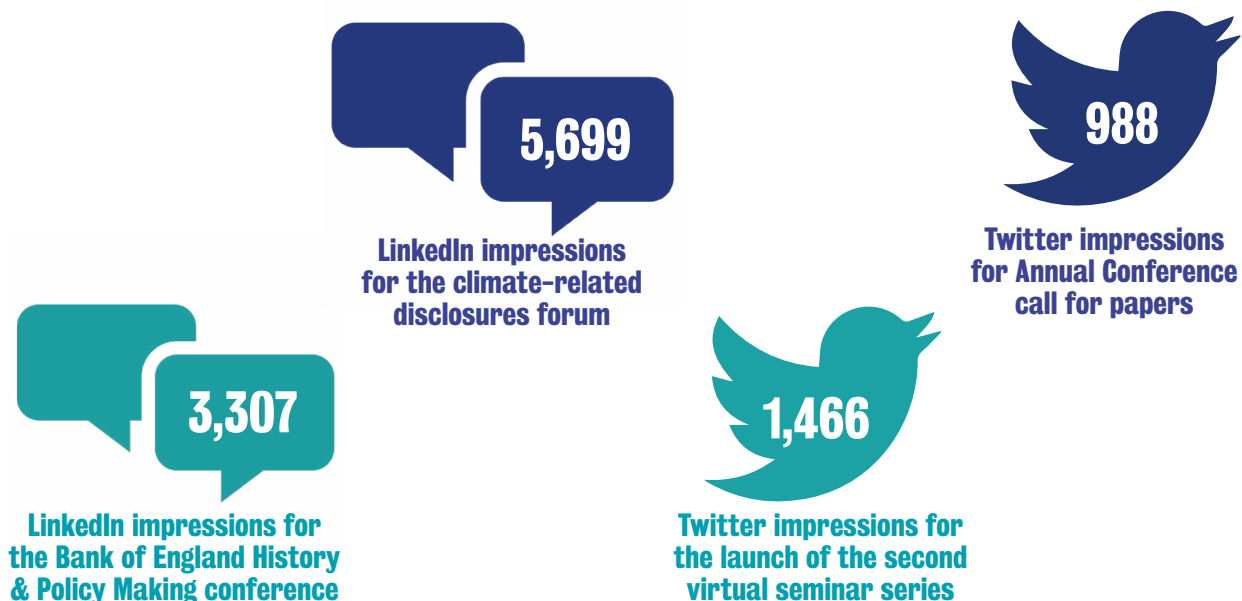 5,699
LinkedIn impressions
for the climate-related
disclosures forum
988
Twitter impressions
for Annual Conference
call for papers
3,307
LinkedIn impressions for
the Bank of England History
& Policy Making conference
1,466
Twitter impressions for
the launch of the second
virtual seminar series